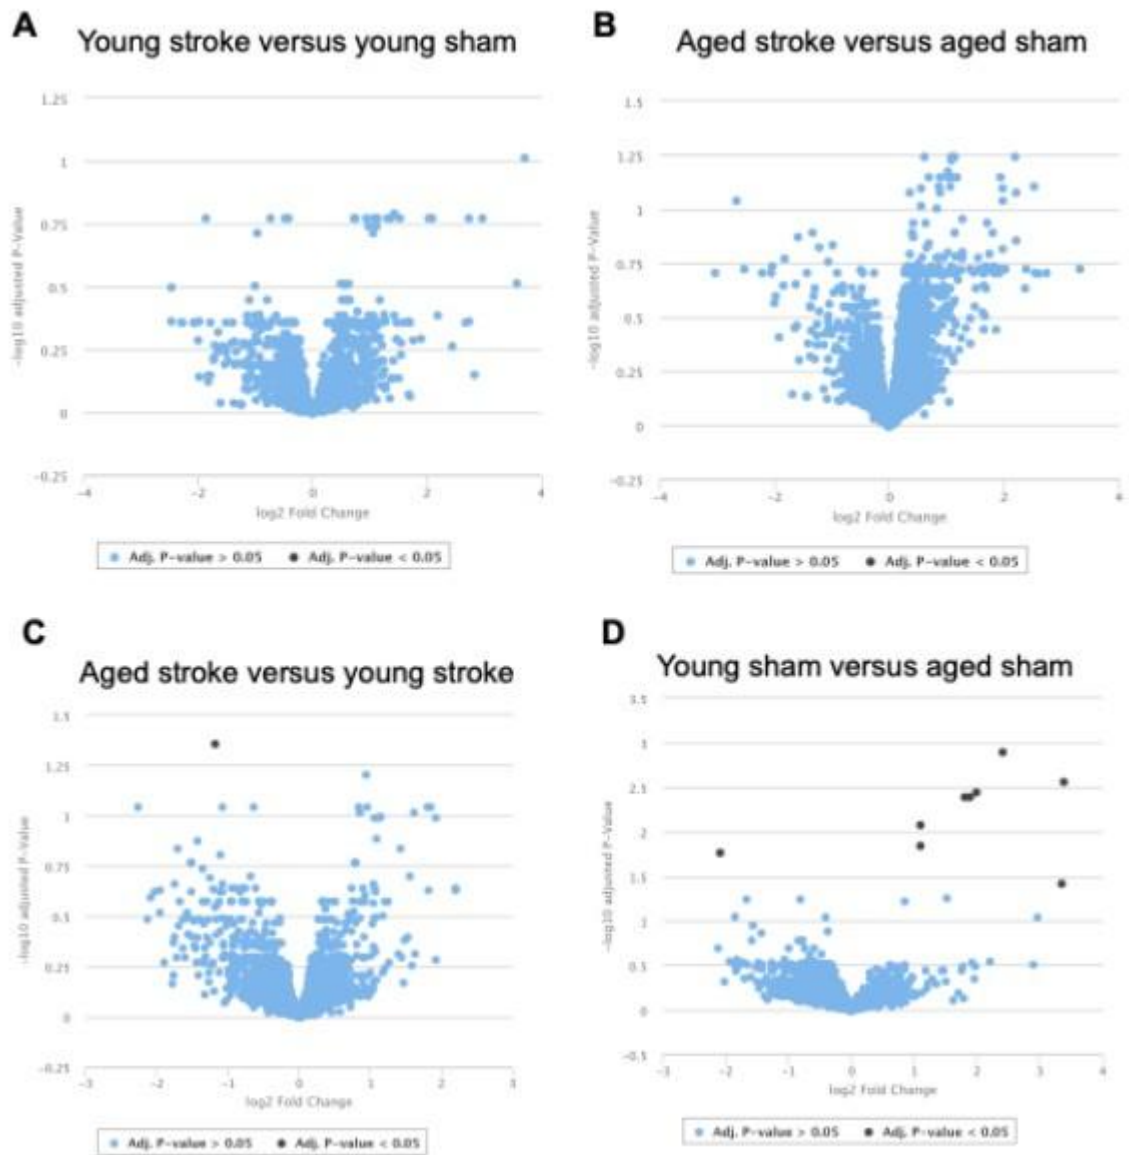 A
Young stroke versus young sham
1.25
1
0.75
0.5
0.25
0
-0.25
-log10 adjusted P-Value
-4
-2
0
2
4
log2 Fold Change
Adj. P-value > 0.05
Adj. P-value < 0.05
B
Aged stroke versus aged sham
1.5
1.25
1
0.75
0.5
0.25
0
-0.25
-log10 adjusted P-Value
-4
-2
0
2
4
log2 Fold Change
Adj. P-value > 0.05
Adj. P-value < 0.05
C
Aged stroke versus young stroke
1.5
1.25
1
0.75
0.5
0.25
0
-0.25
-log10 adjusted P-Value
-3
-2
-1
0
1
2
3
log2 Fold Change
Adj. P-value > 0.05
Adj. P-value < 0.05
D
Young sham versus aged sham
3.5
3
2.5
2
1.5
1
0.5
0
-0.5
-log10 adjusted P-Value
-3
-2
-1
0
1
2
3
4
log2 Fold Change
Adj. P-value > 0.05
Adj. P-value < 0.05